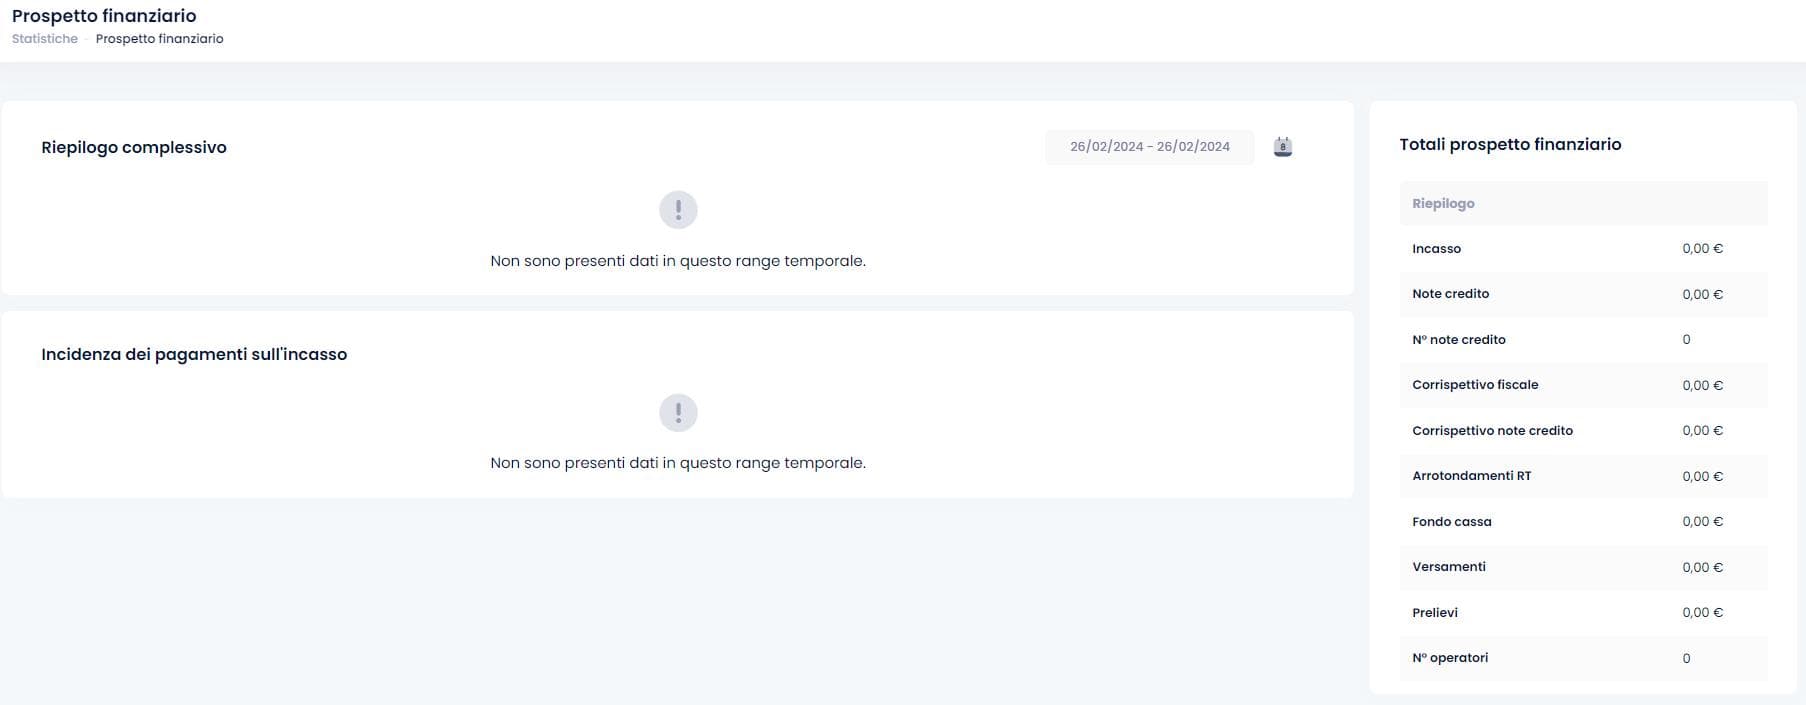 Prospetto finanziario
Statistiche - Prospetto finanziario
Riepilogo complessivo
26/02/2024 - 26/02/2024
8
Non sono presenti dati in questo range temporale.
Incidenza dei pagamenti sull'incasso
Non sono presenti dati in questo range temporale.
Totali prospetto finanziario
Riepilogo
Incasso 0,00 €
Note credito 0,00 €
N° note credito 0
Corrispettivo fiscale 0,00 €
Corrispettivo note credito 0,00 €
Arrotondamenti RT 0,00 €
Fondo cassa 0,00 €
Versamenti 0,00 €
Prelievi 0,00 €
N° operatori 0